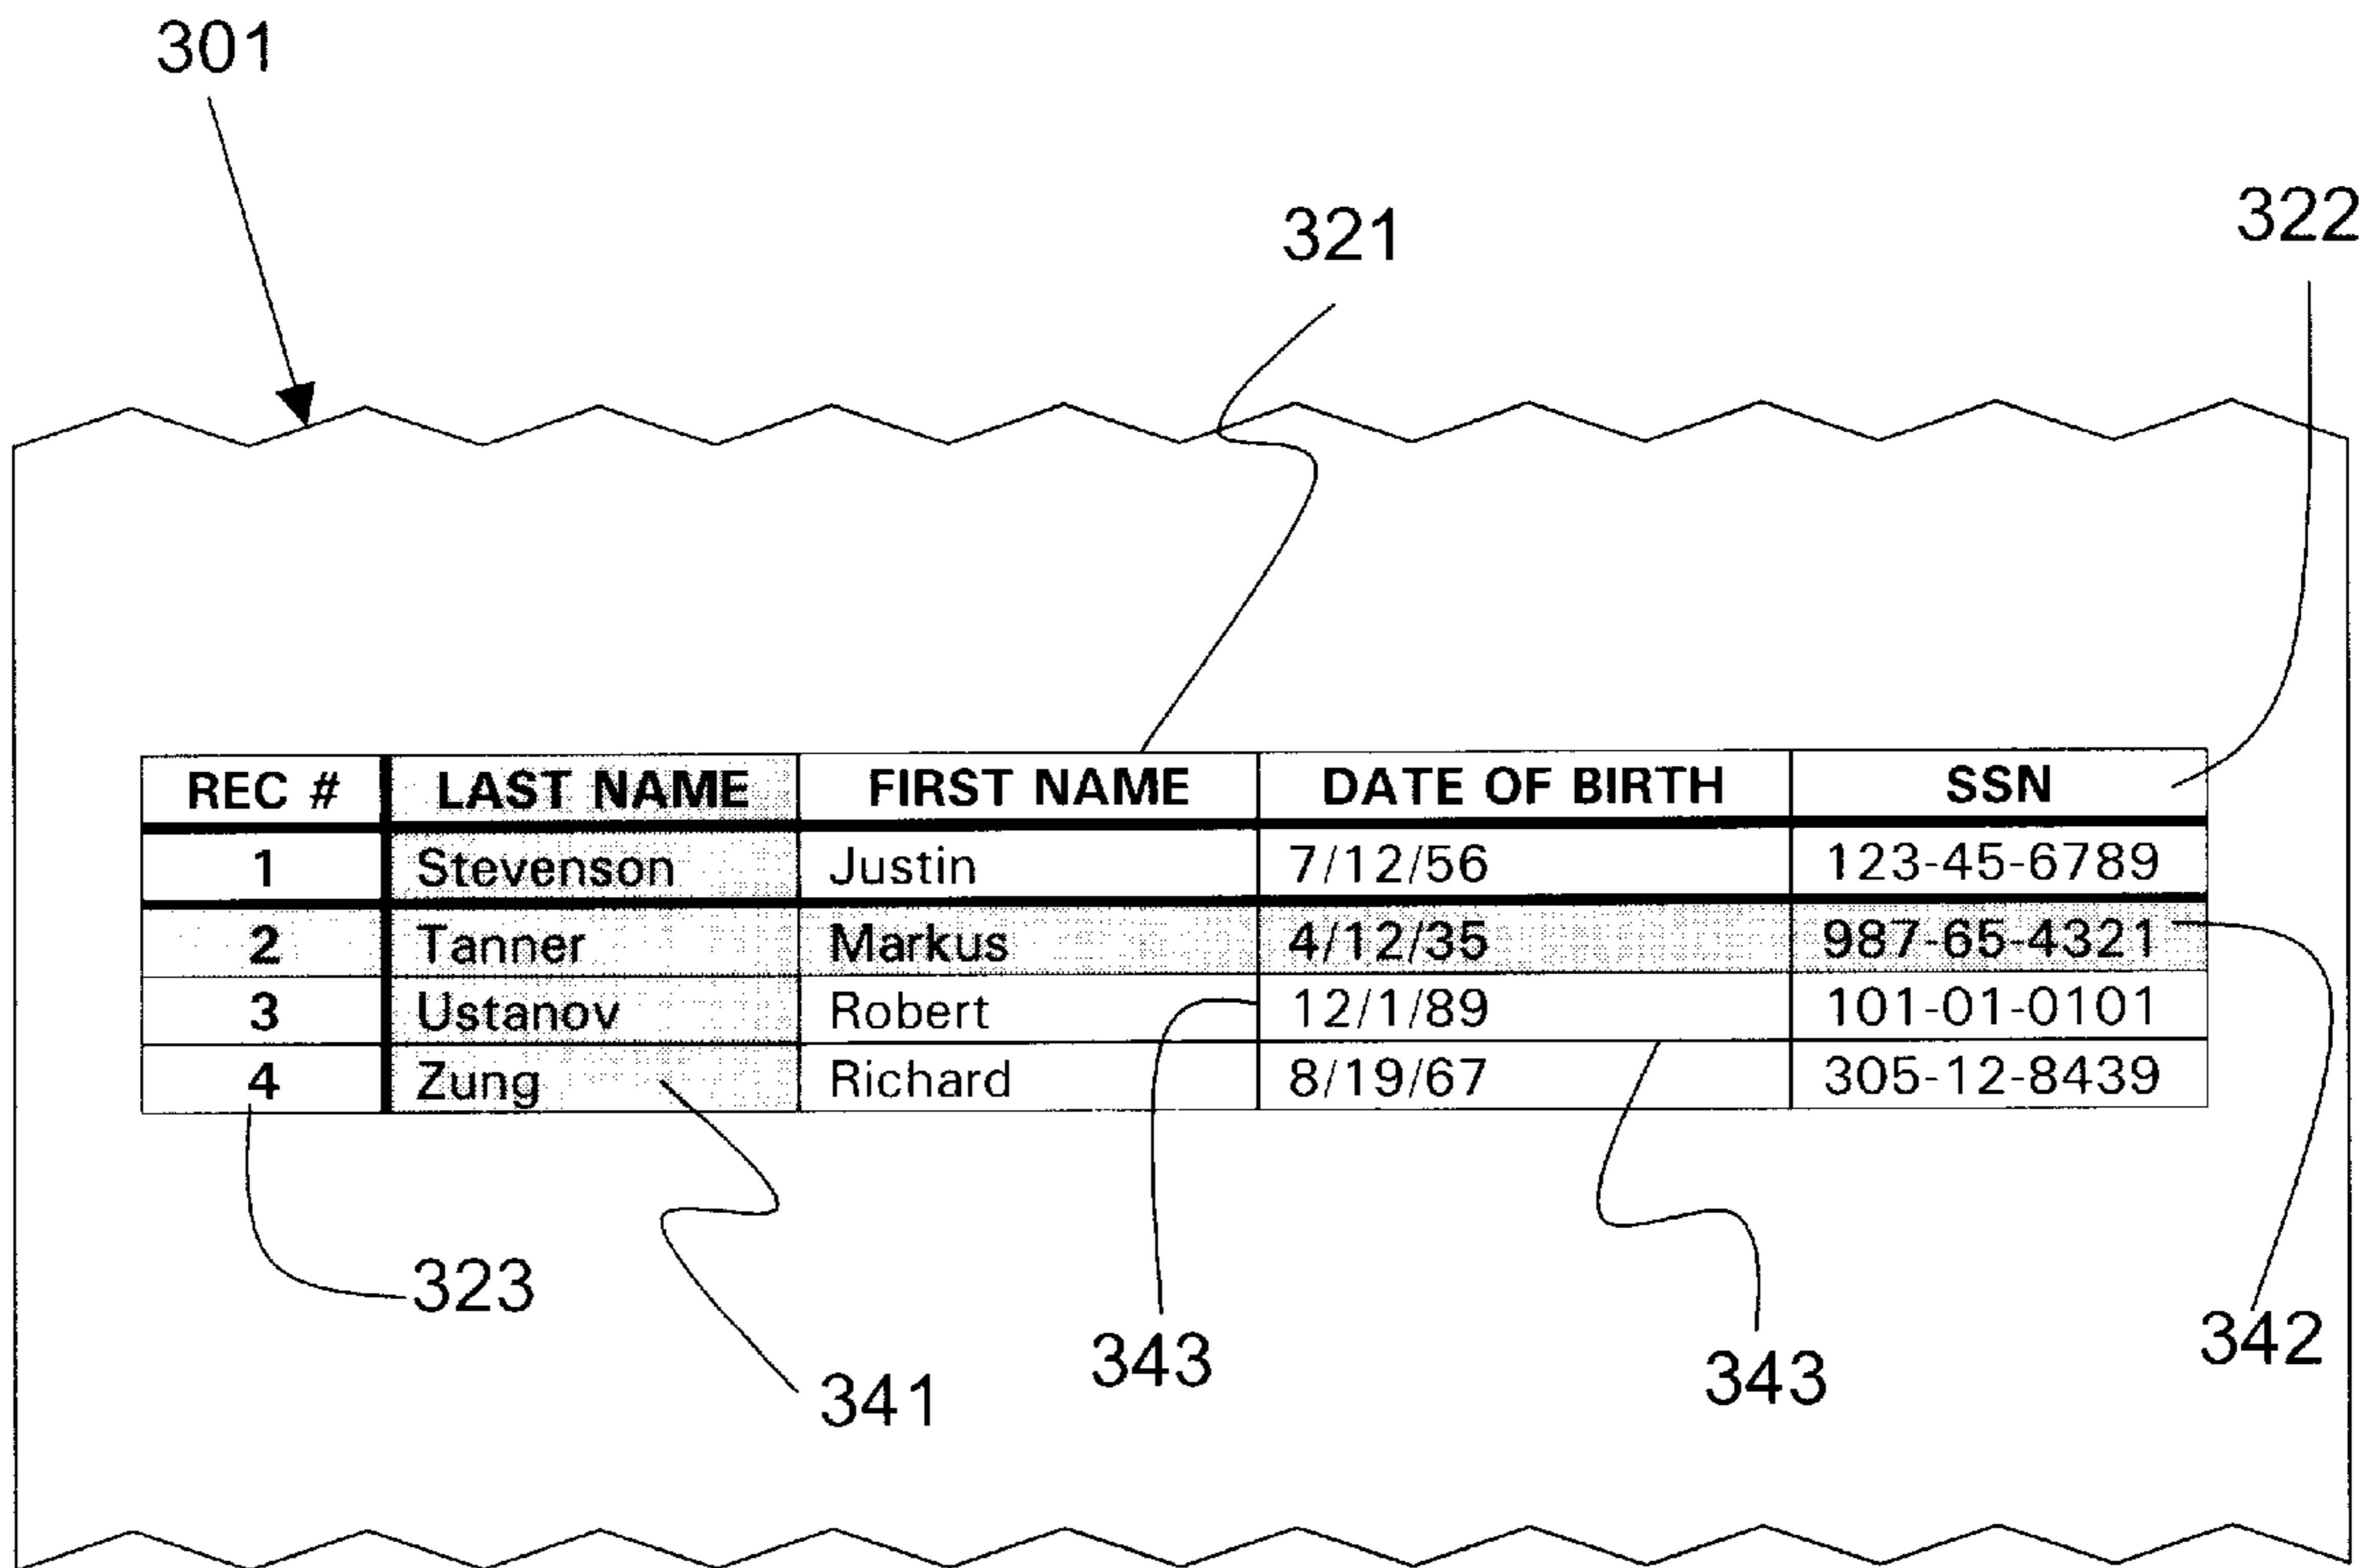 301
321
322
REC # LAST NAME FIRST NAME DATE OF BIRTH SSN
1 Stevenson Justin 7/12/56 123-45-6789
2 Tanner Markus 4/12/35 987-65-4321
3 Ustanov Robert 12/1/89 101-01-0101
4 Zung Richard 8/19/67 305-12-8439
323
341
343
343
342